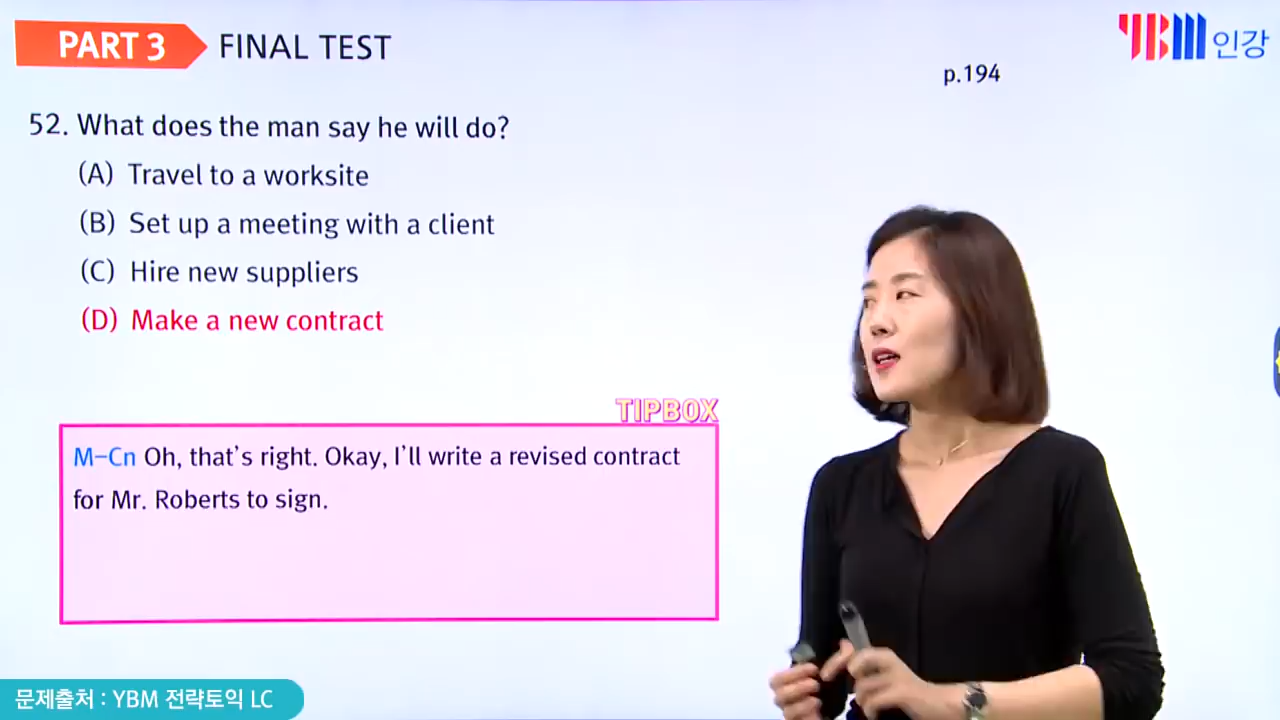 PART 3 FINAL TEST
YBM 인강
p.194
52. What does the man say he will do?
(A) Travel to a worksite
(B) Set up a meeting with a client
(C) Hire new suppliers
(D) Make a new contract
TIPBOX
M-Cn Oh, that's right. Okay, I'll write a revised contract
for Mr. Roberts to sign.
문제출처 : YBM 전략토익 LC